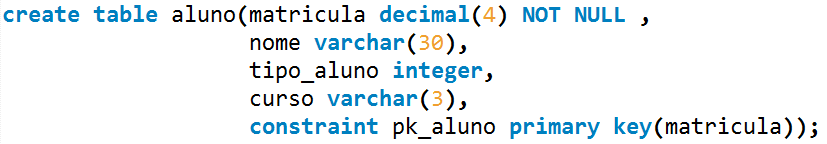 create table aluno(matricula decimal(4) NOT NULL ,
nome varchar(30),
tipo_aluno integer,
curso varchar(3),
constraint pk_aluno primary key(matricula));